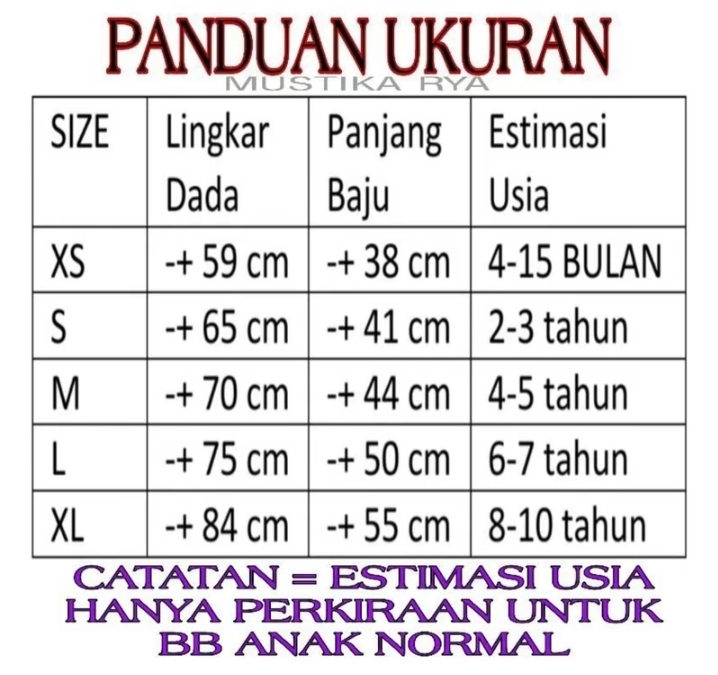 PANDUAN UKURAN
MUSTIKA RYA
SIZE Lingkar Dada Panjang Baju Estimasi Usia
XS -+ 59 cm -+ 38 cm 4-15 BULAN
S -+ 65 cm -+ 41 cm 2-3 tahun
M -+ 70 cm -+ 44 cm 4-5 tahun
L -+ 75 cm -+ 50 cm 6-7 tahun
XL -+ 84 cm -+ 55 cm 8-10 tahun
CATATAN = ESTIMASI USIA
HANYA PERKIRAAN UNTUK
BB ANAK NORMAL